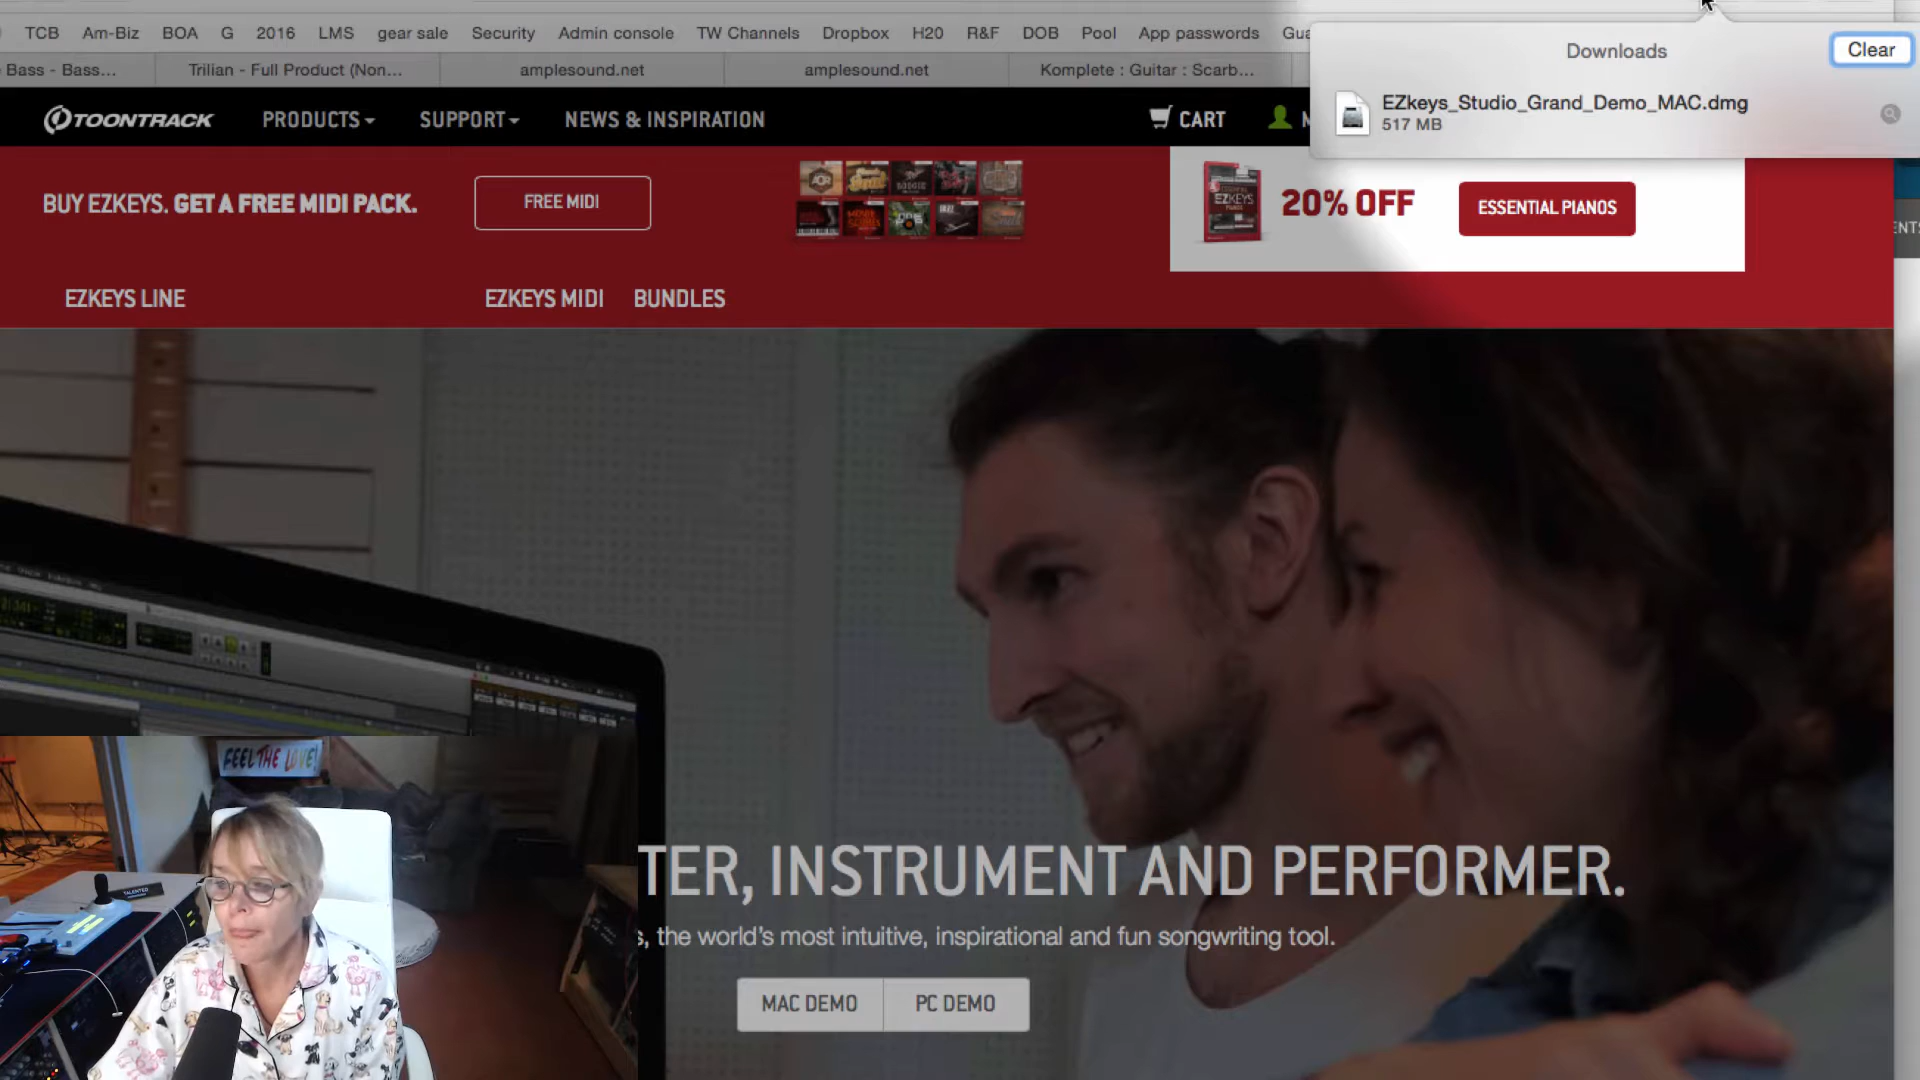 TCB Am-Biz BOA G 2016 LMS gear sale Security Admin console TW Channels Dropbox H20 R&F DOB Pool App passwords Gua
Downloads
Clear
Bass - Bass...
Trilian - Full Product (Non...
amplesound.net
amplesound.net
Komplete : Guitar : Scarb...
EZkeys_Studio_Grand_Demo_MAC.dmg
517 MB
TOONTRACK
PRODUCTS
SUPPORT
NEWS & INSPIRATION
CART
M
BUY EZKEYS. GET A FREE MIDI PACK.
FREE MIDI
EZKEYS
20% OFF
ESSENTIAL PIANOS
ENTS
EZKEYS LINE
EZKEYS MIDI
BUNDLES
FEEL THE LOVE!
TALENTED
TER, INSTRUMENT AND PERFORMER.
s, the world's most intuitive, inspirational and fun songwriting tool.
MAC DEMO
PC DEMO